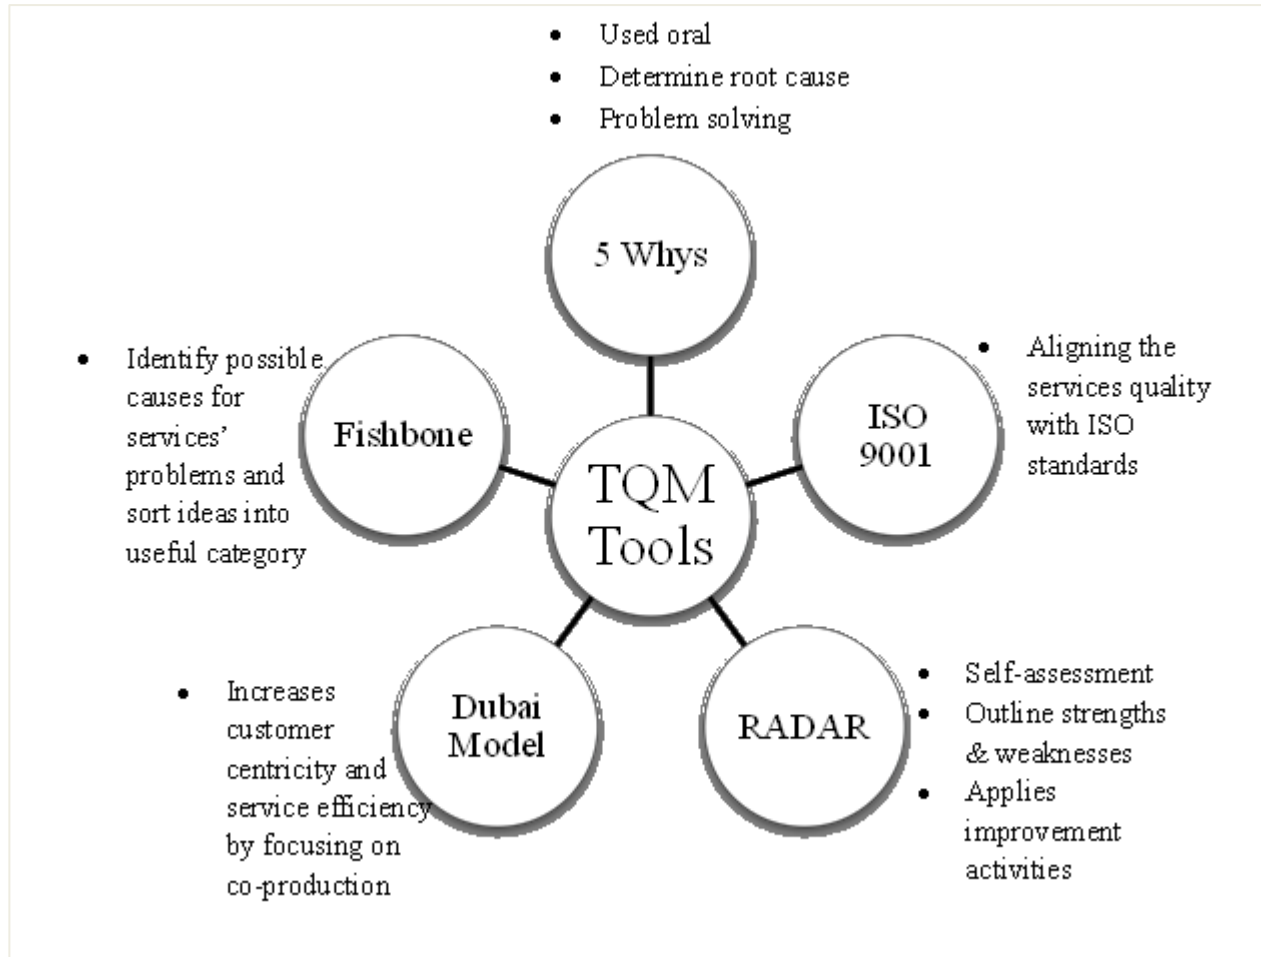 • Used oral
• Determine root cause
• Problem solving
5 Whys
• Identify possible
causes for
services’
problems and
sort ideas into
useful category
Fishbone
TQM
Tools
ISO
9001
• Aligning the
services quality
with ISO
standards
• Increases
customer
centricity and
service efficiency
by focusing on
co-production
Dubai
Model
RADAR
• Self-assessment
• Outline strengths
& weaknesses
• Applies
improvement
activities